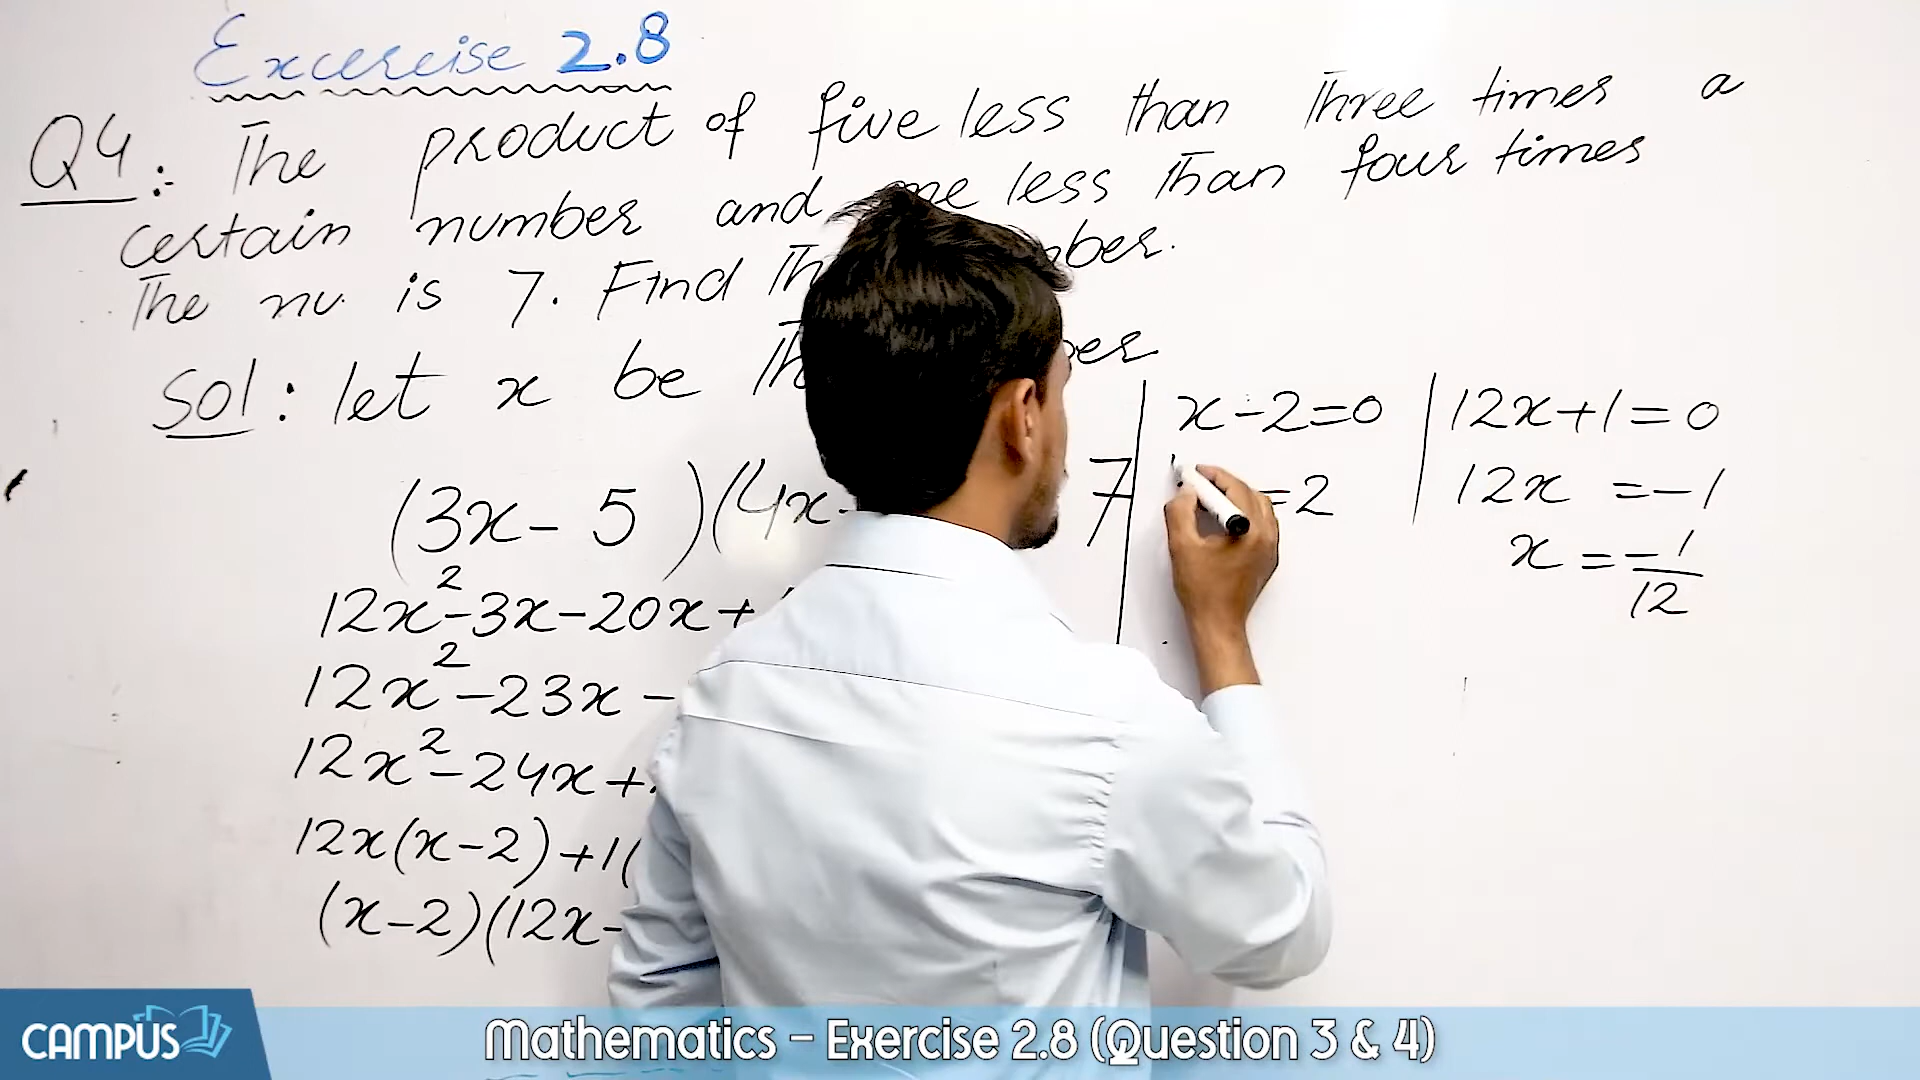 Excercise 2.8
Q4:- The product of five less than Three times a
certain number and less Than four times
The nu. is 7. Find
Sol: let x be
(3x - 5)(4x- 7
12x²-3x-20x+
12x²-23x-
12x²-24x+
12x(x-2)+1(
(x-2)(12x-
x-2=0
=2
12x+1=0
12x =-1
x = -1/12
CAMPUS
Mathematics – Exercise 2.8 (Question 3 & 4)